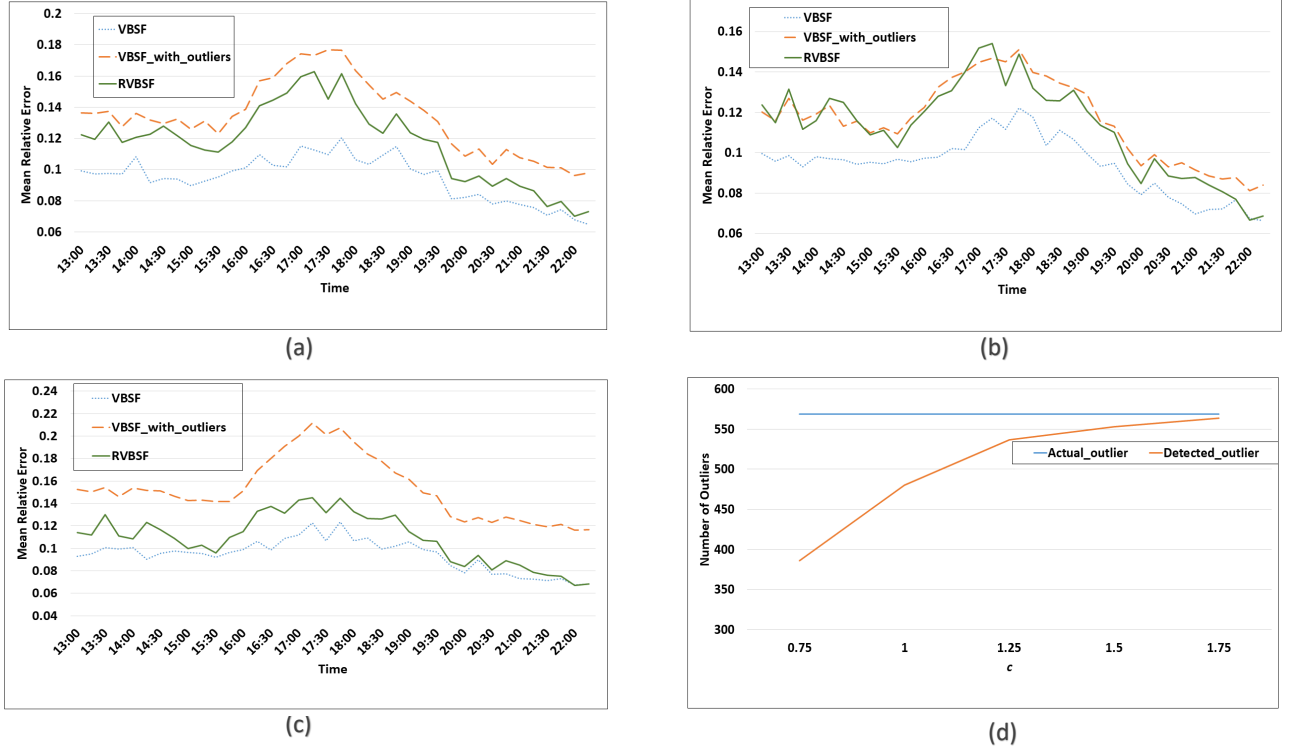 0.2
0.18
0.16
0.14
0.12
0.1
0.08
0.06
Mean Relative Error
VBSF
VBSF_with_outliers
RVBSF
13:00 13:30 14:00 14:30 15:00 15:30 16:00 16:30 17:00 17:30 18:00 18:30 19:00 19:30 20:00 20:30 21:00 21:30 22:00
Time
(a)
0.16
0.14
0.12
0.1
0.08
0.06
Mean Relative Error
VBSF
VBSF_with_outliers
RVBSF
13:00 13:30 14:00 14:30 15:00 15:30 16:00 16:30 17:00 17:30 18:00 18:30 19:00 19:30 20:00 20:30 21:00 21:30 22:00
Time
(b)
0.24
0.22
0.2
0.18
0.16
0.14
0.12
0.1
0.08
0.06
0.04
Mean Relative Error
VBSF
VBSF_with_outliers
RVBSF
13:00 13:30 14:00 14:30 15:00 15:30 16:00 16:30 17:00 17:30 18:00 18:30 19:00 19:30 20:00 20:30 21:00 21:30 22:00
Time
(c)
600
550
500
450
400
350
300
Number of Outliers
Actual_outlier Detected_outlier
0.75 1 1.25 1.5 1.75
c
(d)